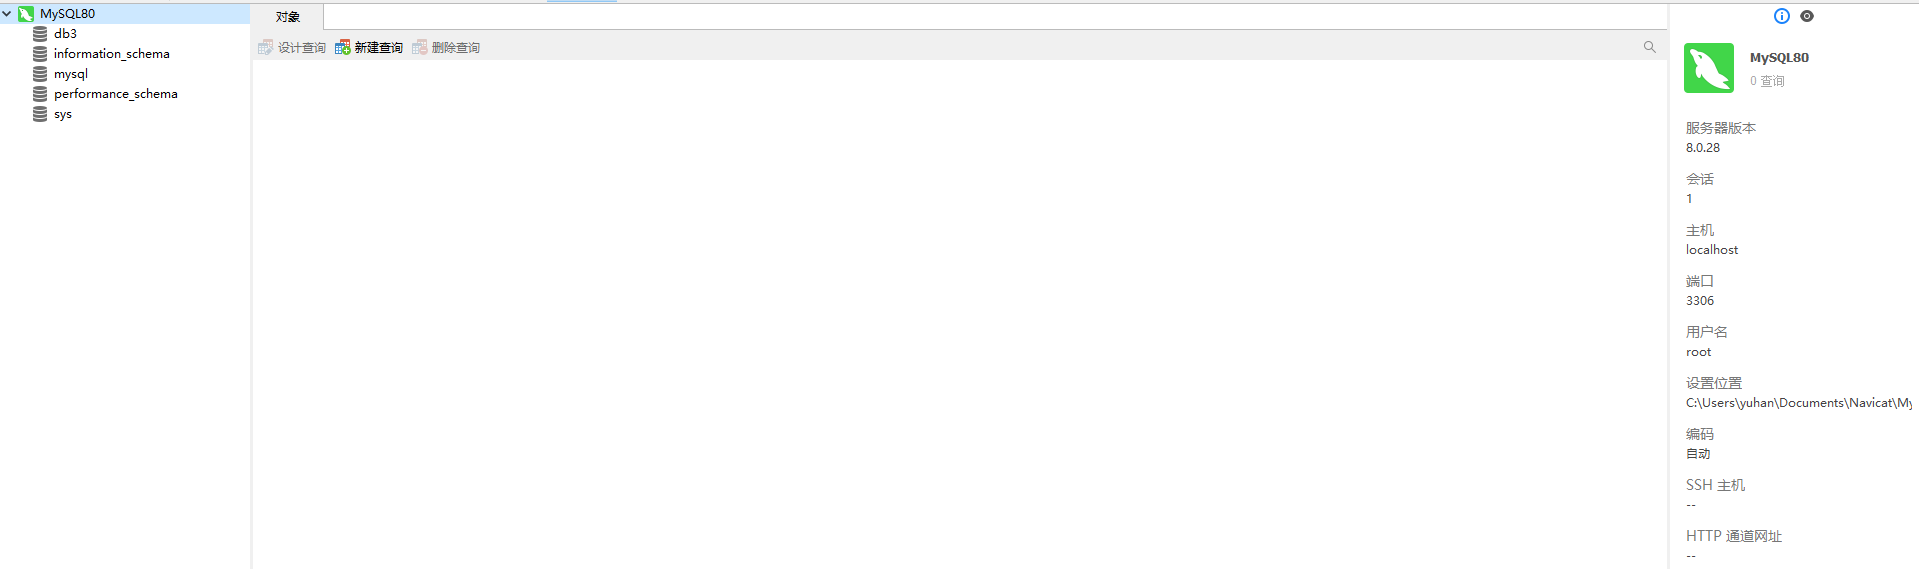 MySQL80
db3
information_schema
mysql
performance_schema
sys
对象
设计查询 新建查询 删除查询
MySQL80
0 查询
服务器版本
8.0.28
会话
1
主机
localhost
端口
3306
用户名
root
设置位置
C:\Users\yuhan\Documents\Navicat\My
编码
自动
SSH 主机
--
HTTP 通道网址
--